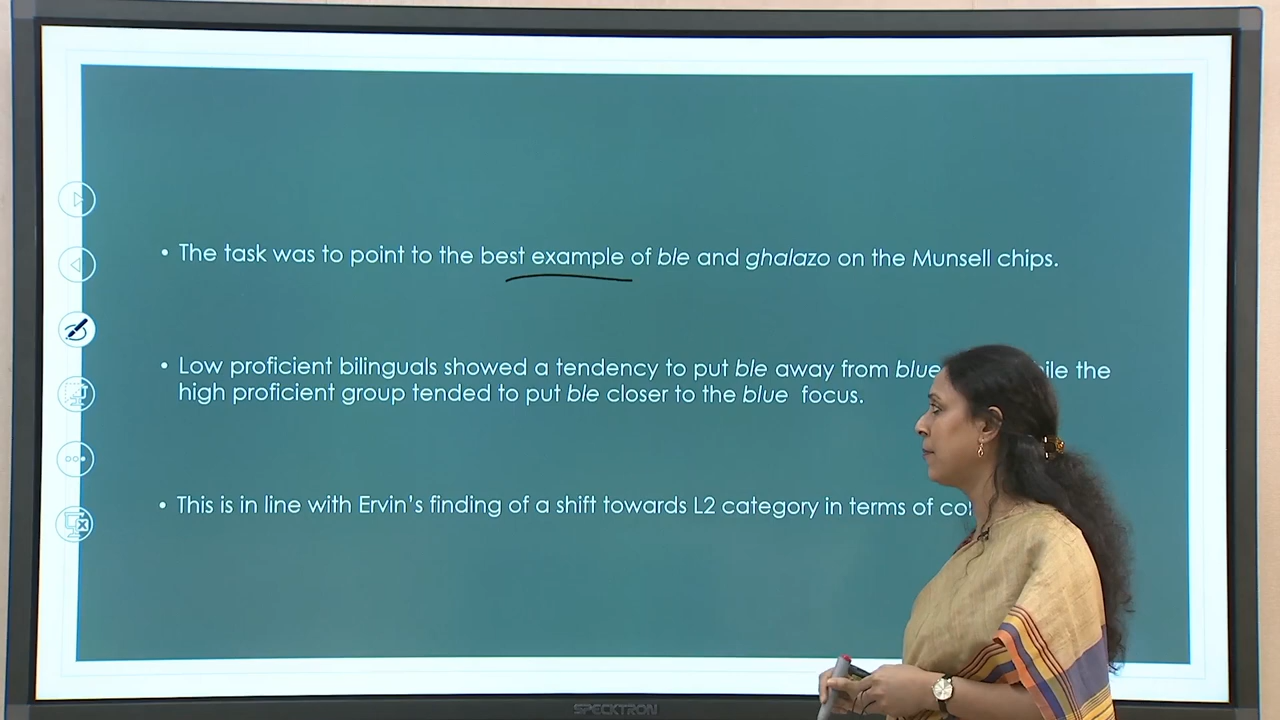 • The task was to point to the best example of ble and ghalazo on the Munsell chips.
• Low proficient bilinguals showed a tendency to put ble away from blue the
high proficient group tended to put ble closer to the blue focus.
• This is in line with Ervin's finding of a shift towards L2 category in terms of
SPECKTRON